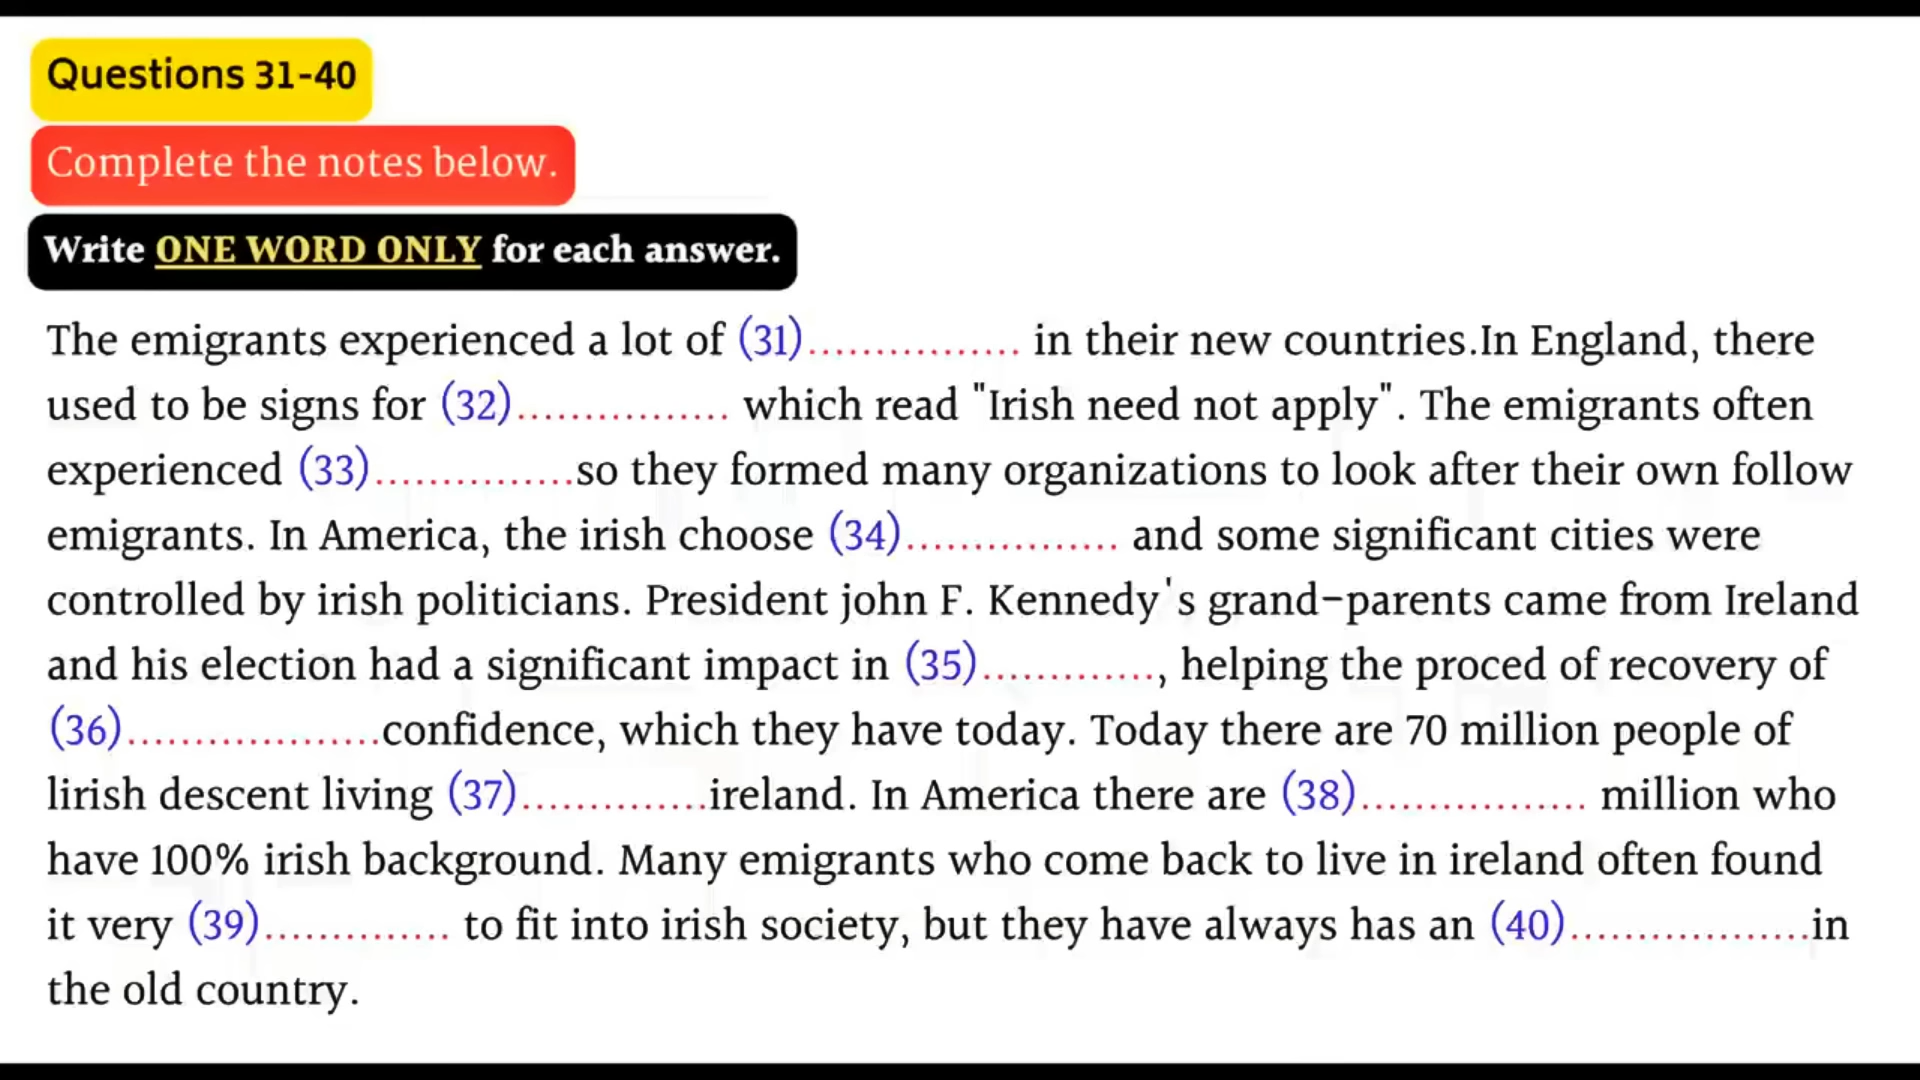 Questions 31-40
Complete the notes below.
Write ONE WORD ONLY for each answer.
The emigrants experienced a lot of (31)................ in their new countries.In England, there
used to be signs for (32)................ which read "Irish need not apply". The emigrants often
experienced (33)...............so they formed many organizations to look after their own follow
emigrants. In America, the irish choose (34)................ and some significant cities were
controlled by irish politicians. President john F. Kennedy's grand-parents came from Ireland
and his election had a significant impact in (35)............., helping the proced of recovery of
(36)...................confidence, which they have today. Today there are 70 million people of
lirish descent living (37)..............ireland. In America there are (38)................. million who
have 100% irish background. Many emigrants who come back to live in ireland often found
it very (39).............. to fit into irish society, but they have always has an (40)..................in
the old country.